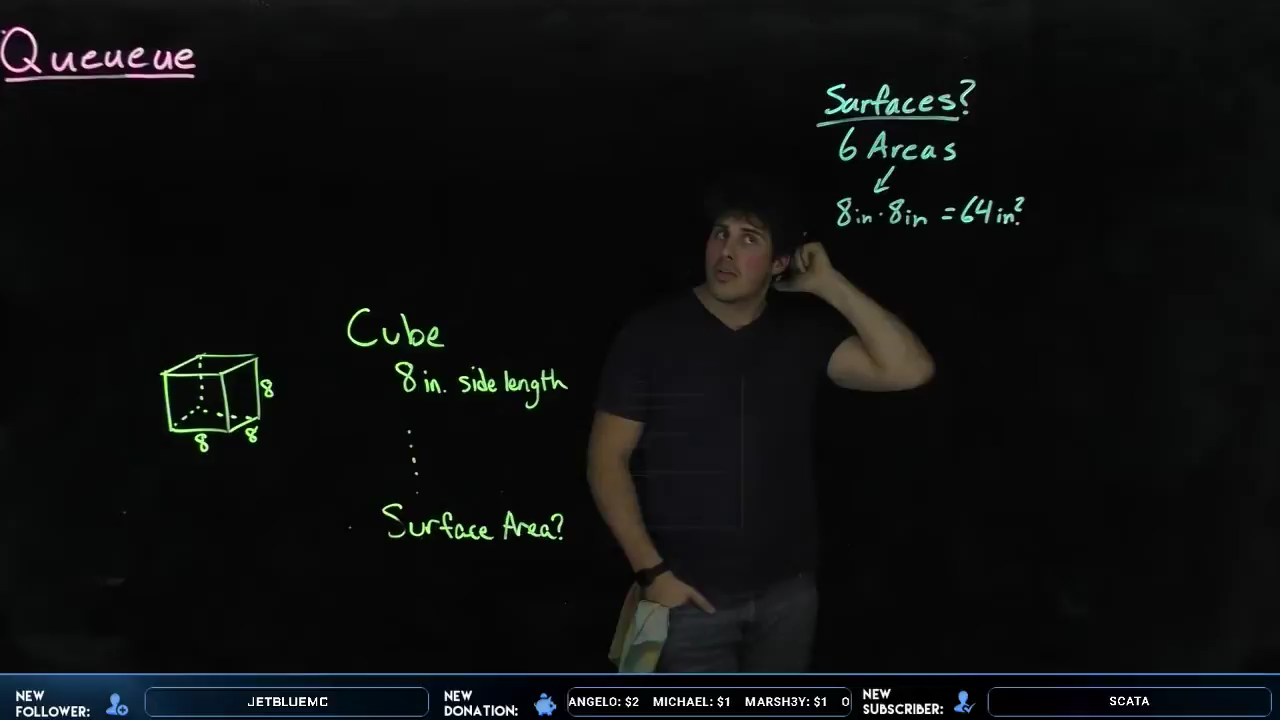 Queueue
Surfaces?
6 Areas
8in · 8in = 64in²
Cube
8 in. side length
8
8
8
Surface Area?
NEW FOLLOWER:
JETBLUEMC
NEW DONATION:
ANGELO: $2 MICHAEL: $1 MARSH3Y: $1
NEW SUBSCRIBER:
SCATA